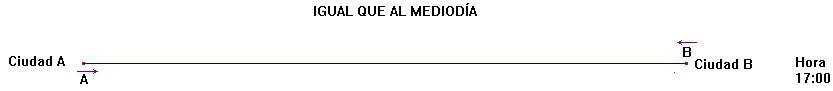 IGUAL QUE AL MEDIODÍA
B
Ciudad A
Ciudad B
Hora
A
17:00